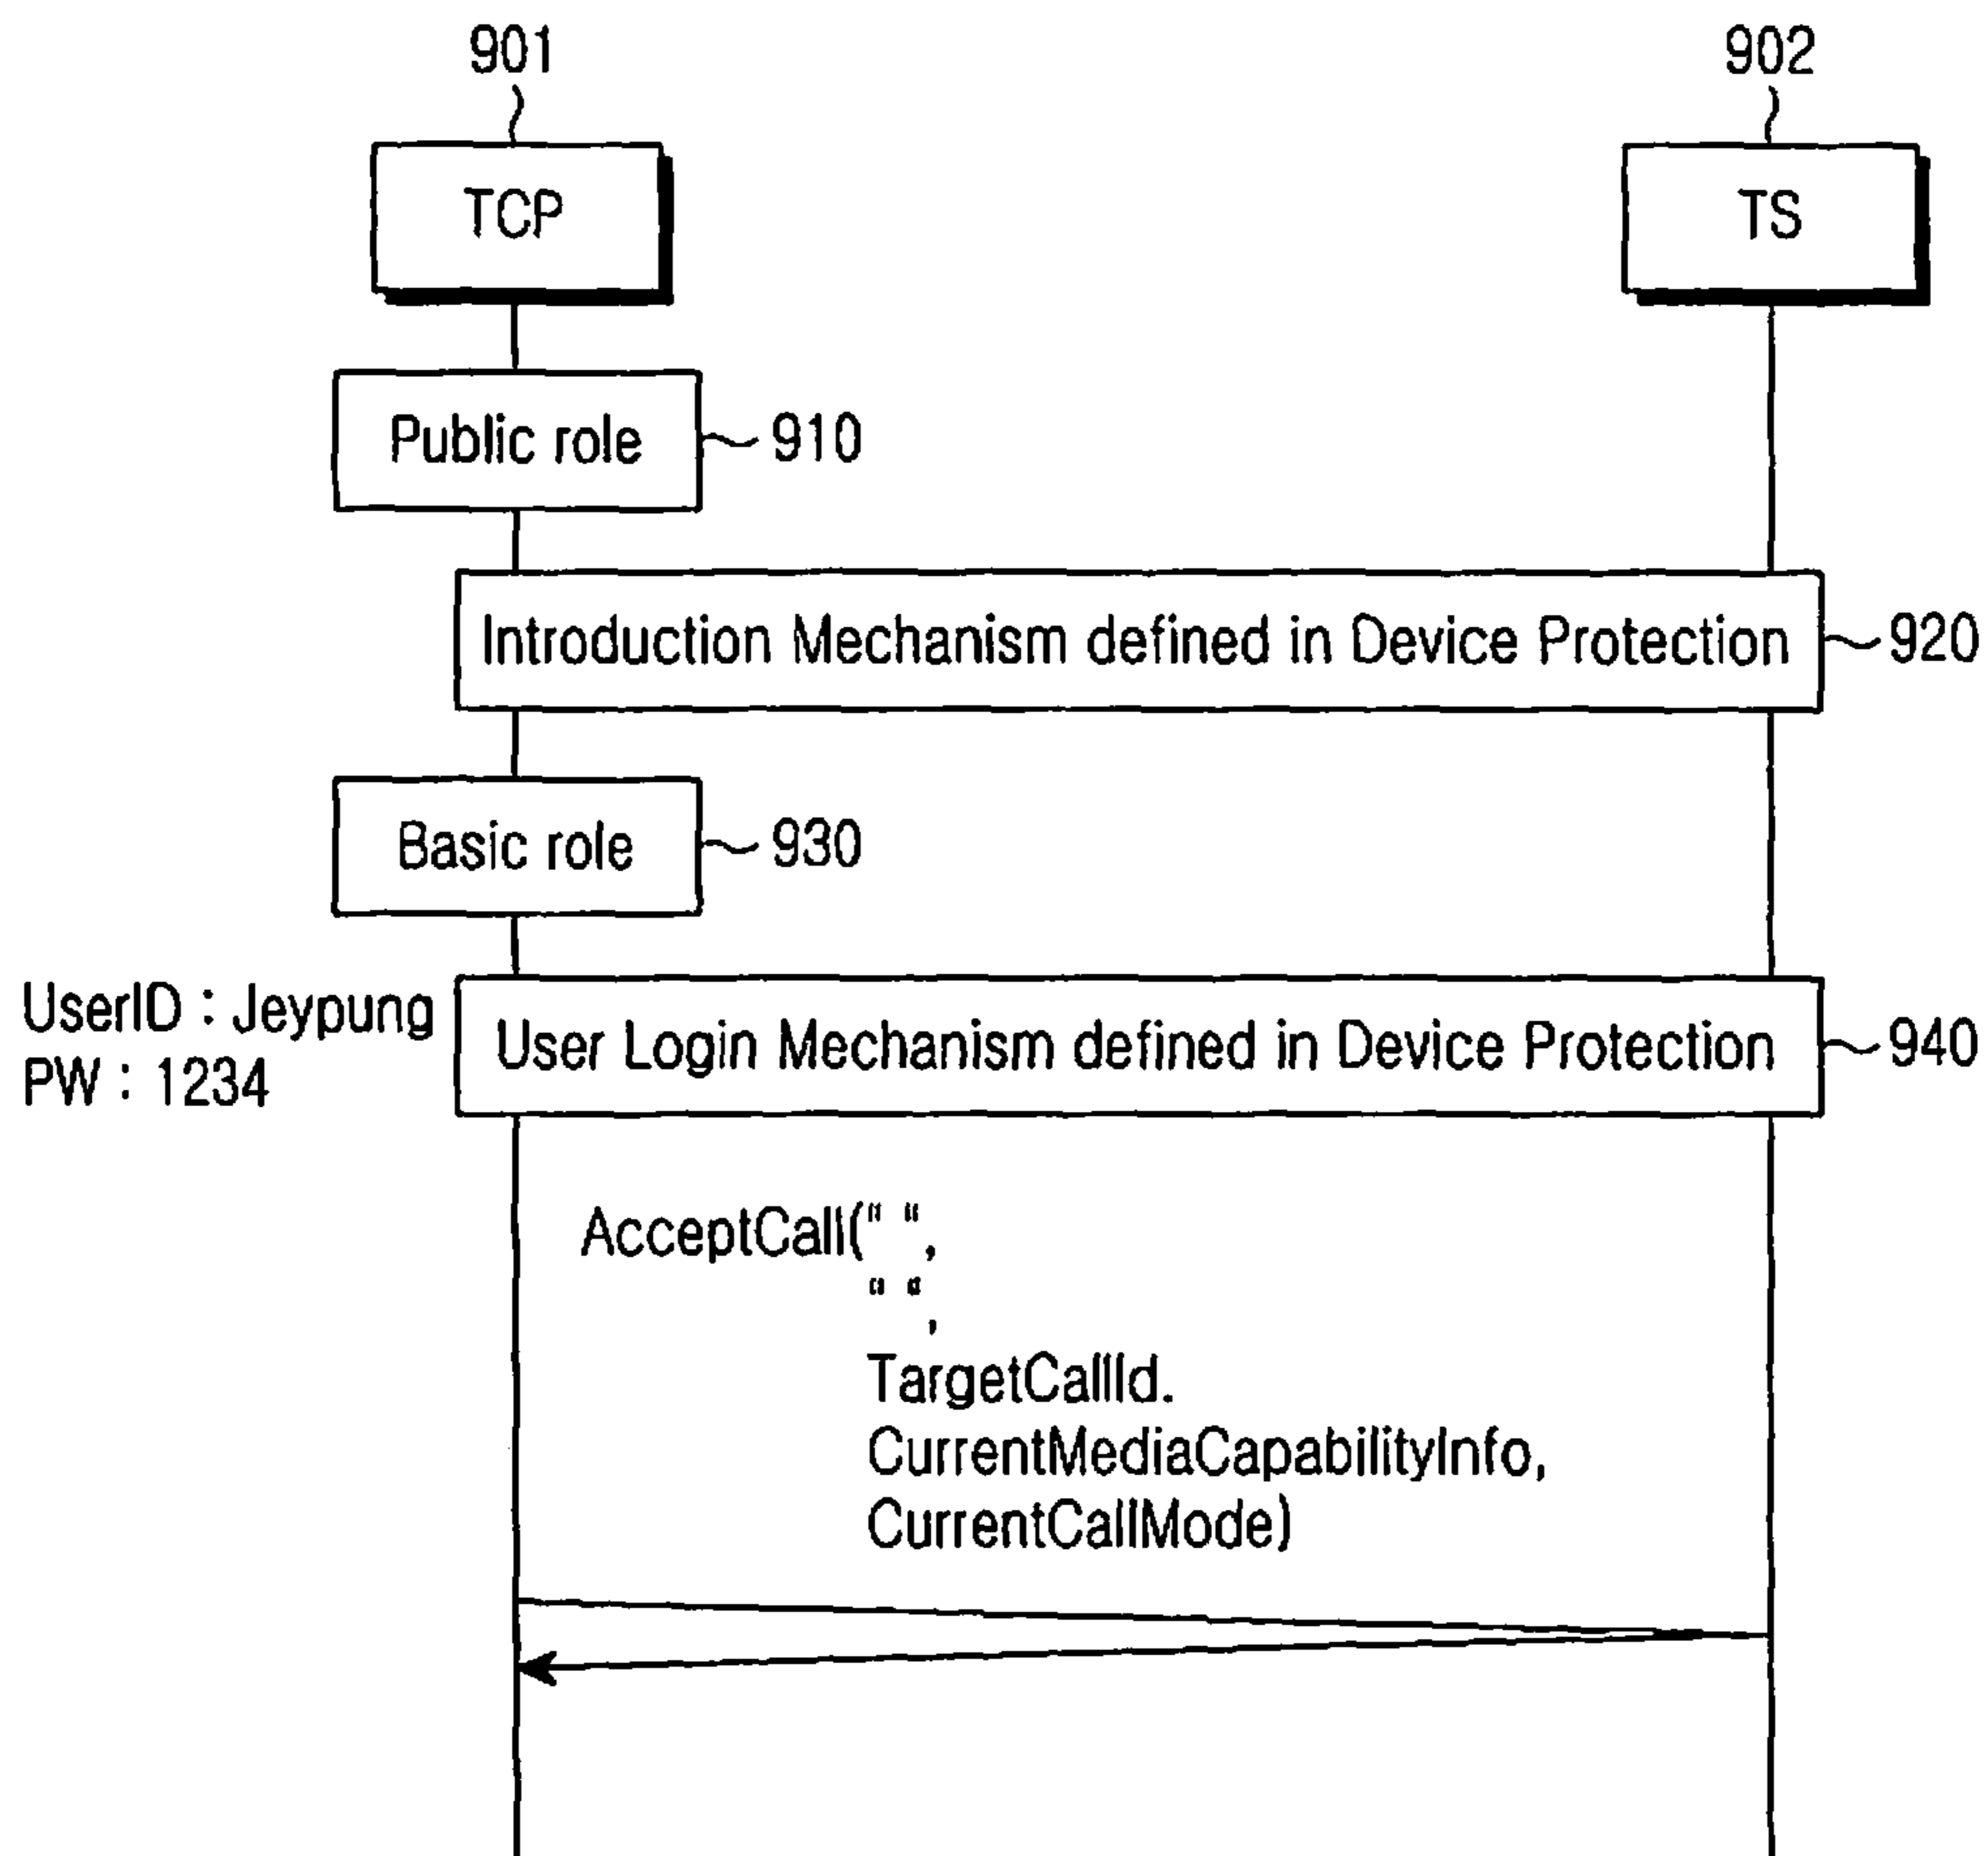 901
902
TCP
TS
Public role
910
Introduction Mechanism defined in Device Protection
920
Basic role
930
UserID : Jeypung
PW : 1234
User Login Mechanism defined in Device Protection
940
AcceptCall(" ",
" ",
TargetCallId.
CurrentMediaCapabilityInfo,
CurrentCallMode)